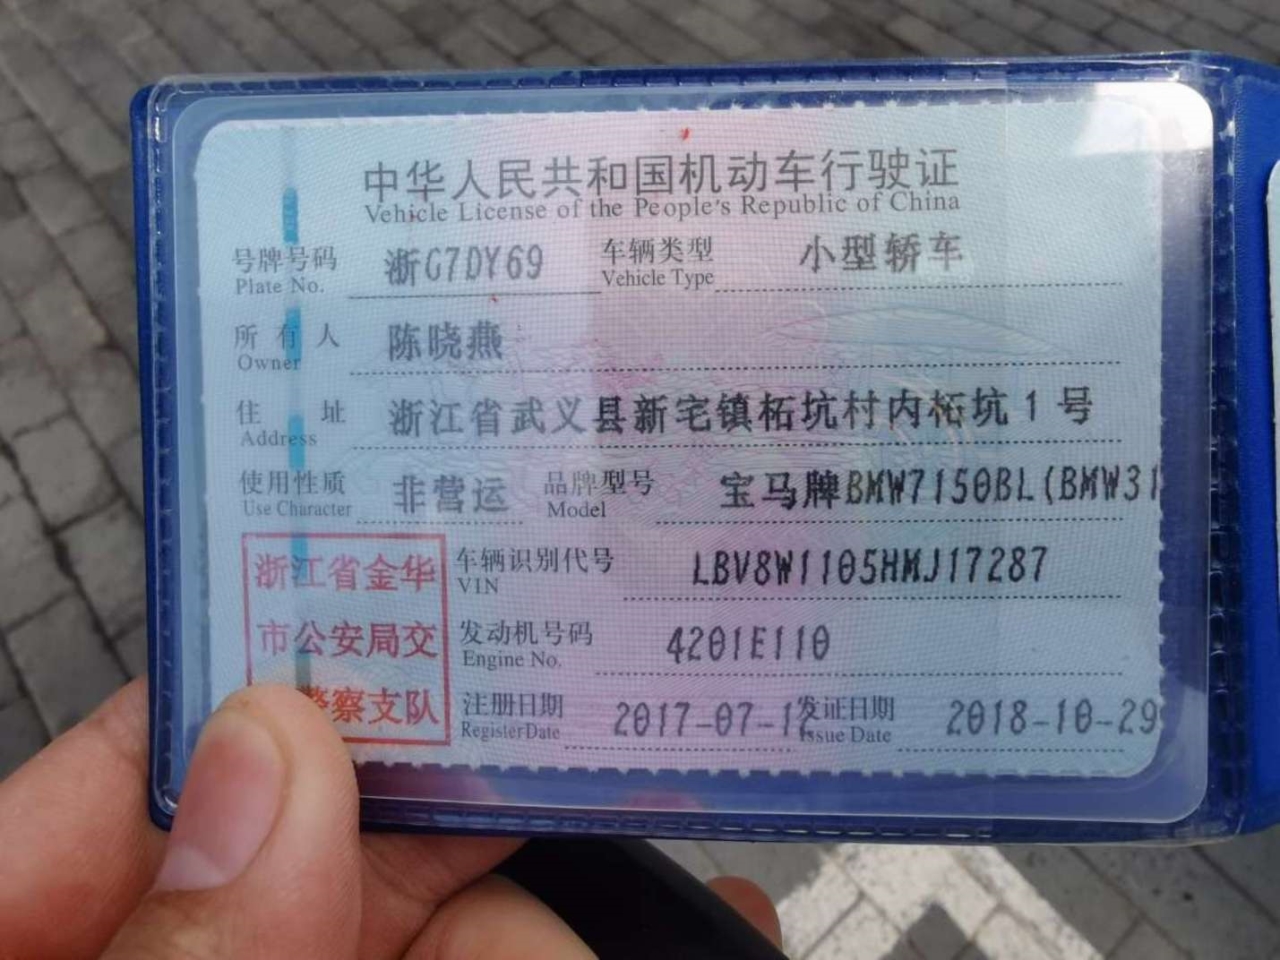 中华人民共和国机动车行驶证
Vehicle License of the People's Republic of China
号牌号码 浙G7DY69 车辆类型 小型轿车
Plate No. Vehicle Type
所有人 陈晓燕
Owner
住址 浙江省武义县新宅镇柘坑村内柘坑1号
Address
使用性质 非营运 品牌型号 宝马牌BMW7150BL(BMW31
Use Character Model
浙江省金华 车辆识别代号 LBV8W1105HMJ17287
VIN
市公安局交 发动机号码 4201E110
Engine No.
警察支队 注册日期 2017-07-1 发证日期 2018-10-29
Register Date Issue Date